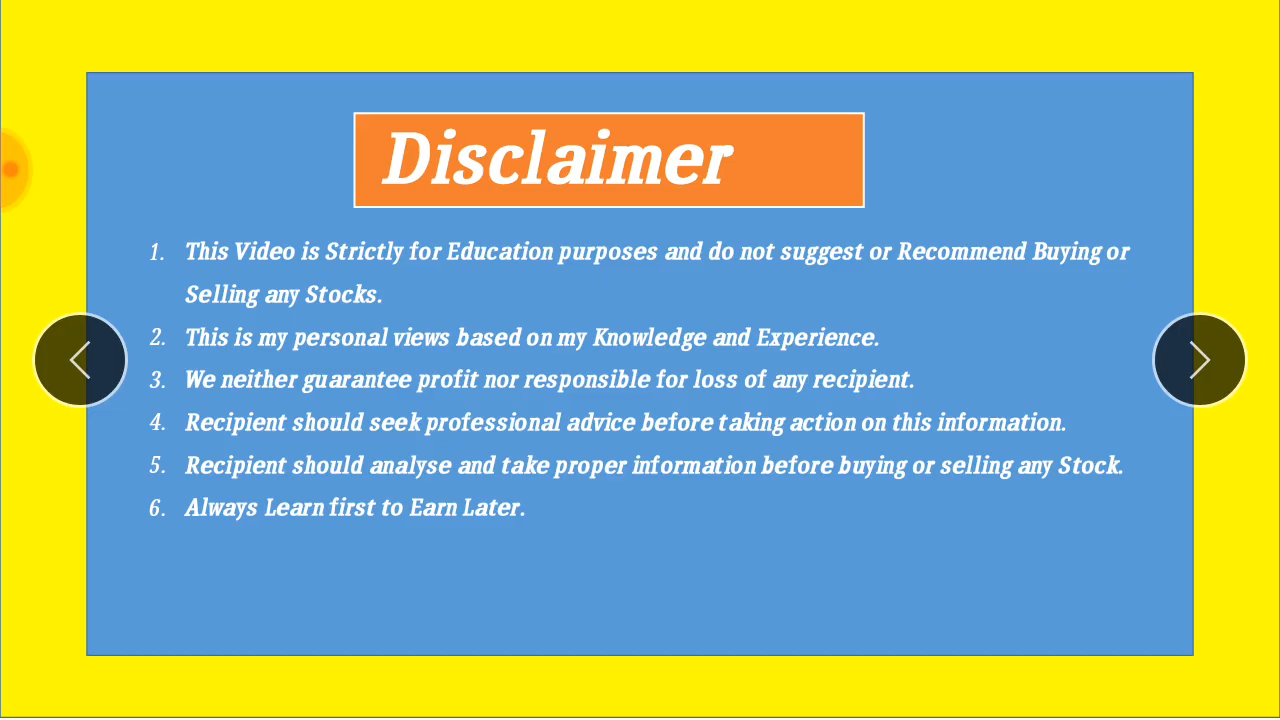 Disclaimer
1. This Video is Strictly for Education purposes and do not suggest or Recommend Buying or
Selling any Stocks.
2. This is my personal views based on my Knowledge and Experience.
3. We neither guarantee profit nor responsible for loss of any recipient.
4. Recipient should seek professional advice before taking action on this information.
5. Recipient should analyse and take proper information before buying or selling any Stock.
6. Always Learn first to Earn Later.